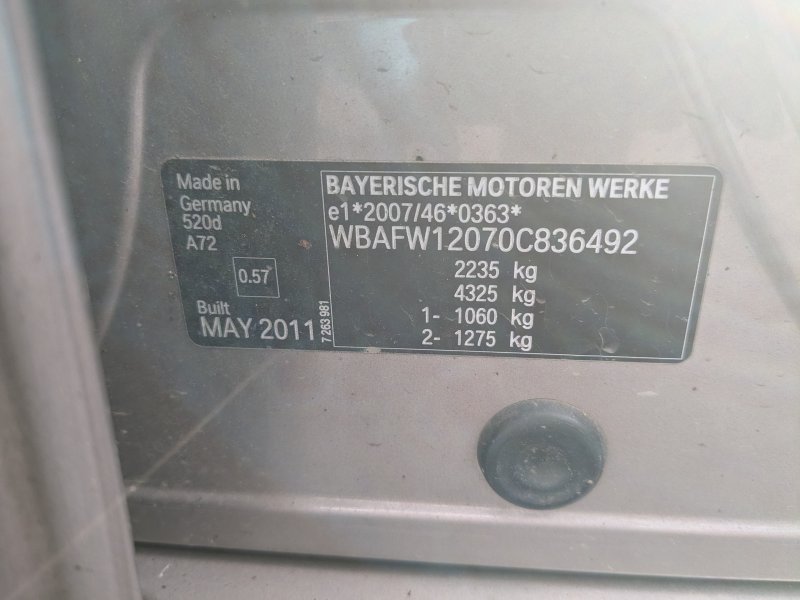 Made in
Germany
520d
A72
0.57
Built
MAY 2011
7 263 981
BAYERISCHE MOTOREN WERKE
e1*2007/46*0363*
WBAFW12070C836492
2235 kg
4325 kg
1- 1060 kg
2- 1275 kg